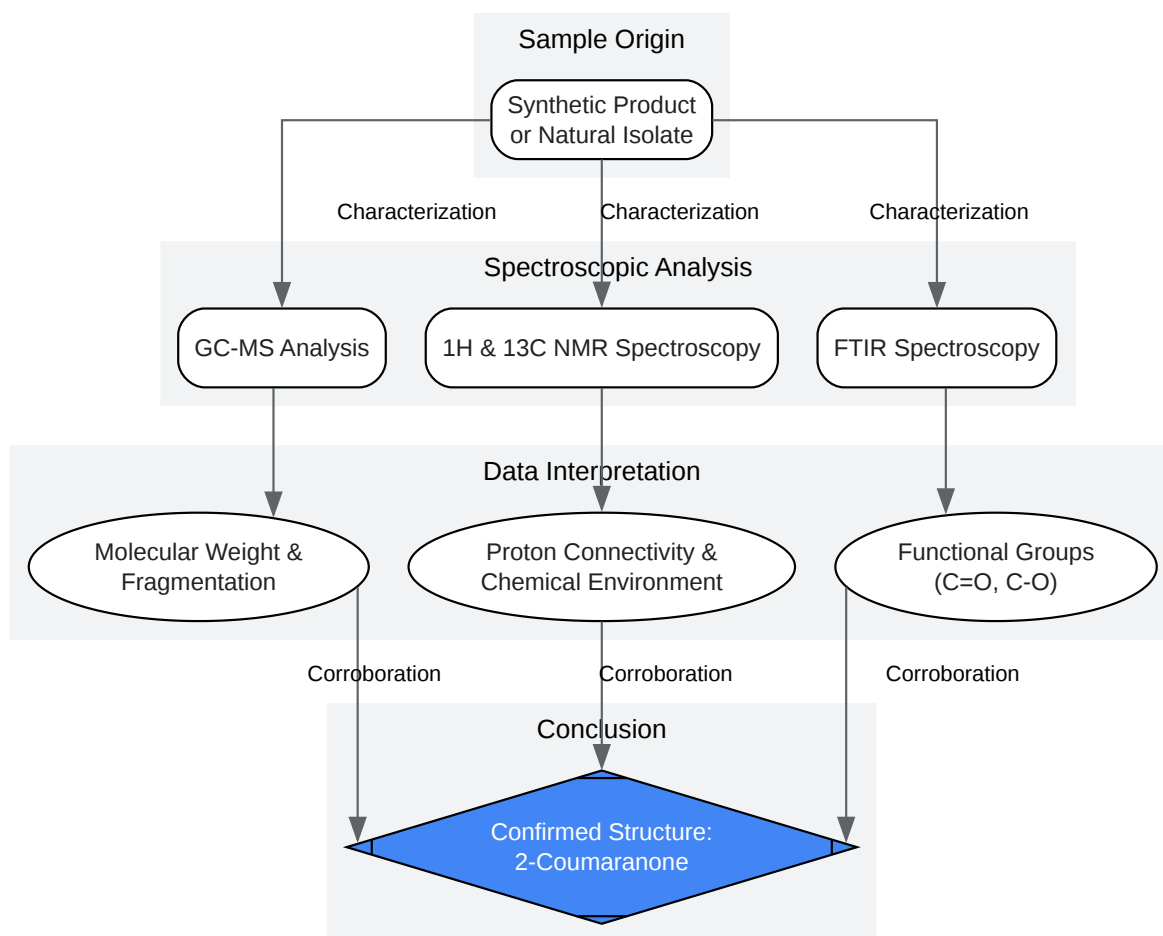 Sample Origin
Synthetic Product
or Natural Isolate
Characterization
Characterization
Characterization
Spectroscopic Analysis
GC-MS Analysis
1H & 13C NMR Spectroscopy
FTIR Spectroscopy
Data Interpretation
Molecular Weight &
Fragmentation
Proton Connectivity &
Chemical Environment
Functional Groups
(C=O, C-O)
Corroboration
Corroboration
Corroboration
Conclusion
Confirmed Structure:
2-Coumaranone